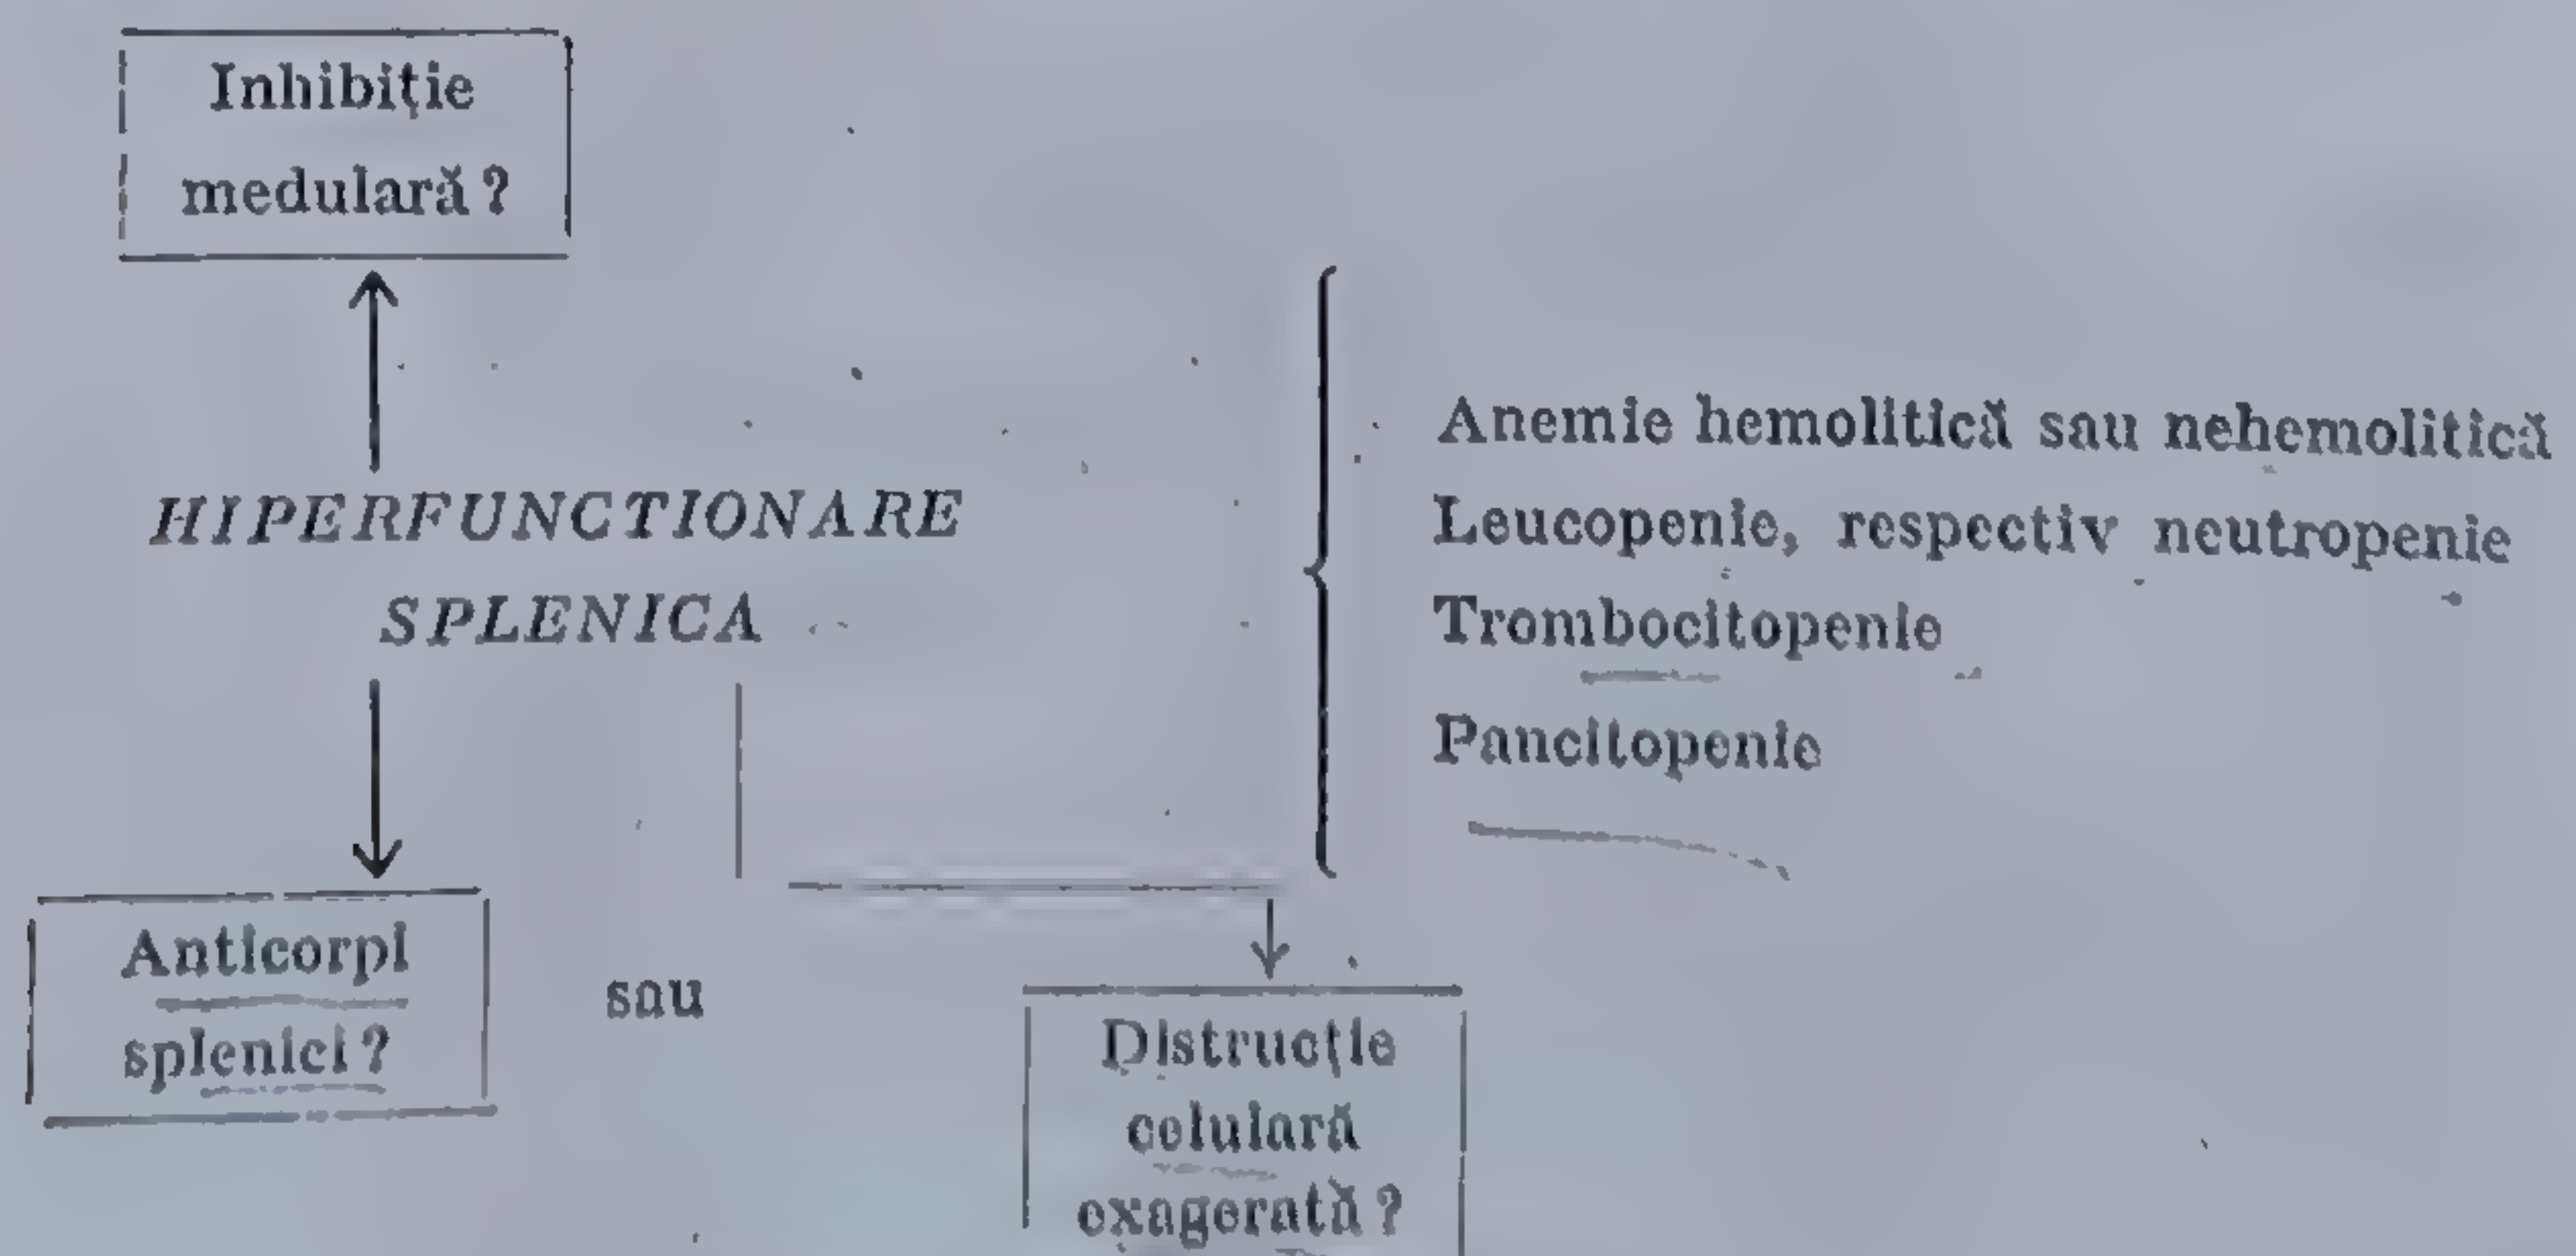 Inhibiție
medulară ?
HIPERFUNCTIONARE
SPLENICA
Anemie hemolitică sau nehemolitică
Leucopenie, respectiv neutropenie
Trombocitopenie
Pancitopenie
Anticorpi
splenici ?
sau
Distrucție
celulară
exagerată ?